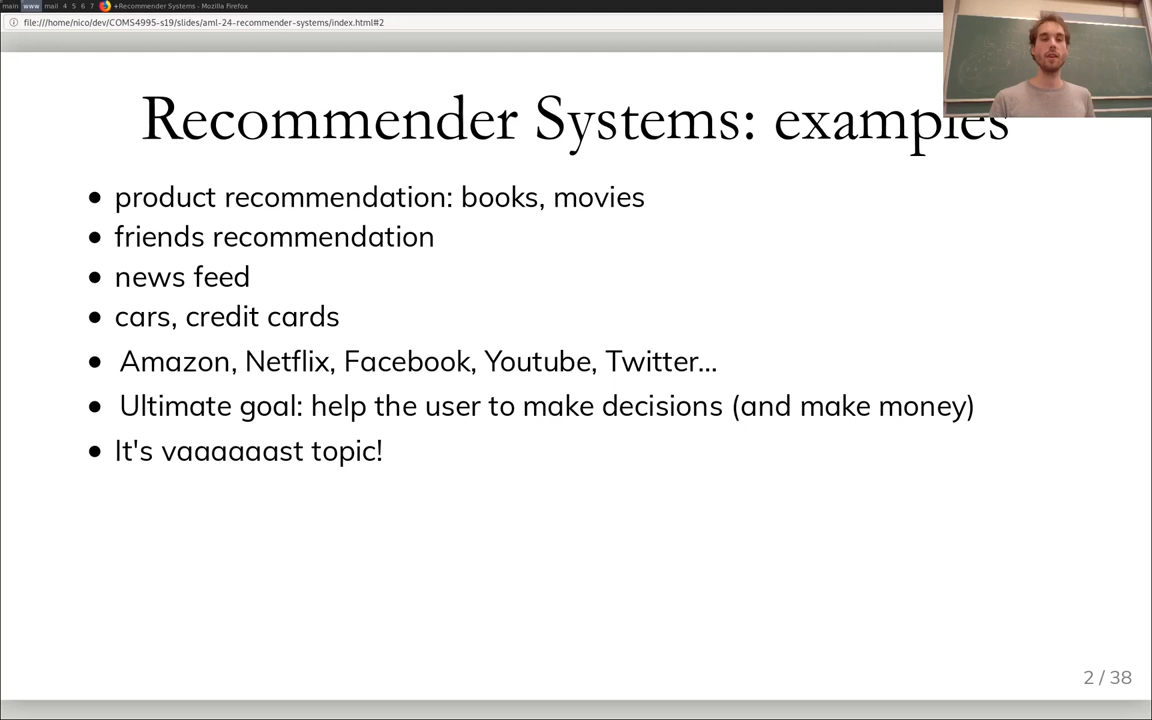 main www mail 4 5 6 7 +Recommender Systems - Mozilla Firefox
file:///home/nico/dev/COMS4995-s19/slides/aml-24-recommender-systems/index.html#2
Recommender Systems: examples
• product recommendation: books, movies
• friends recommendation
• news feed
• cars, credit cards
• Amazon, Netflix, Facebook, Youtube, Twitter...
• Ultimate goal: help the user to make decisions (and make money)
• It's vaaaaaast topic!
2 / 38